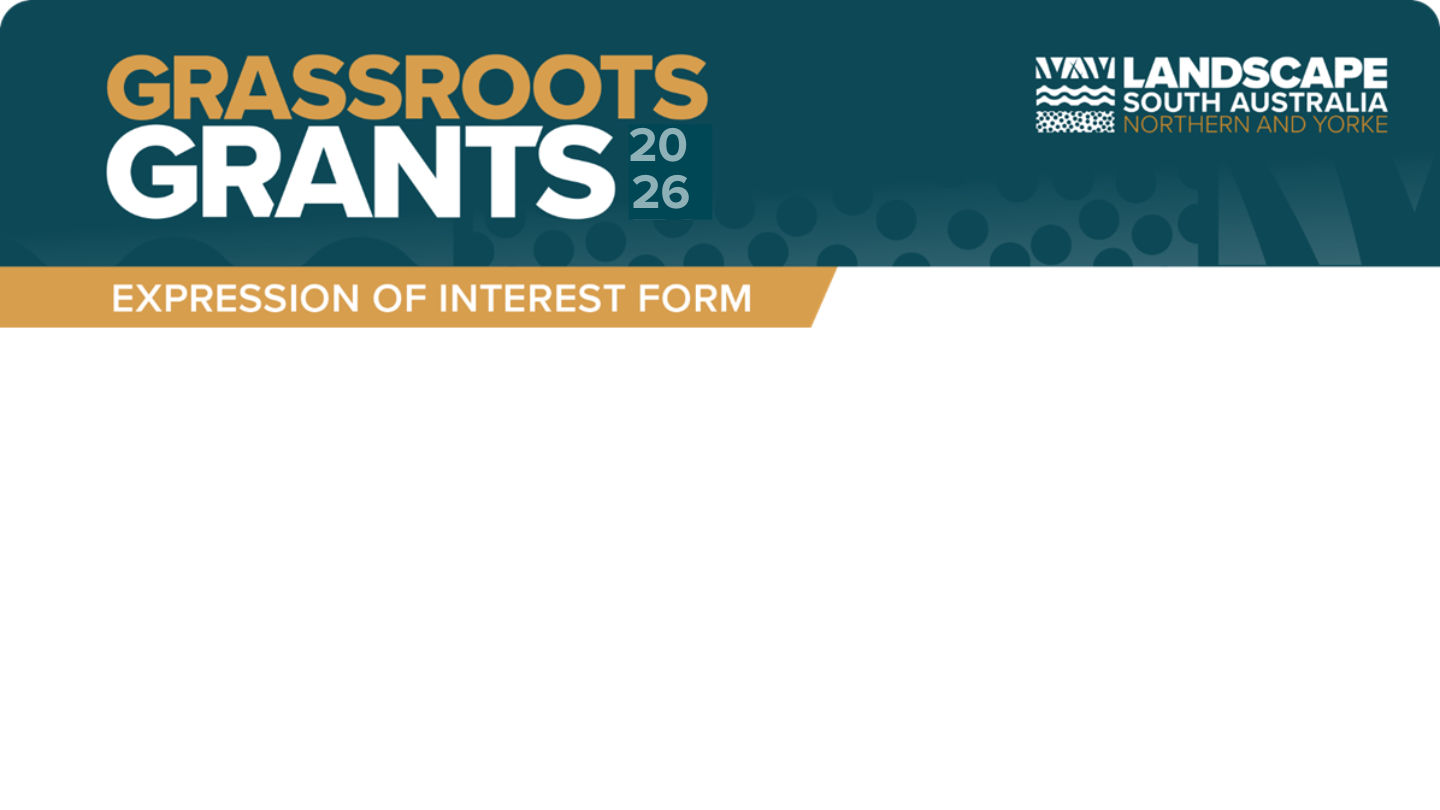 GRASSROOTS
GRANTS
20
26
LANDSCAPE
SOUTH AUSTRALIA
NORTHERN AND YORKE
EXPRESSION OF INTEREST FORM